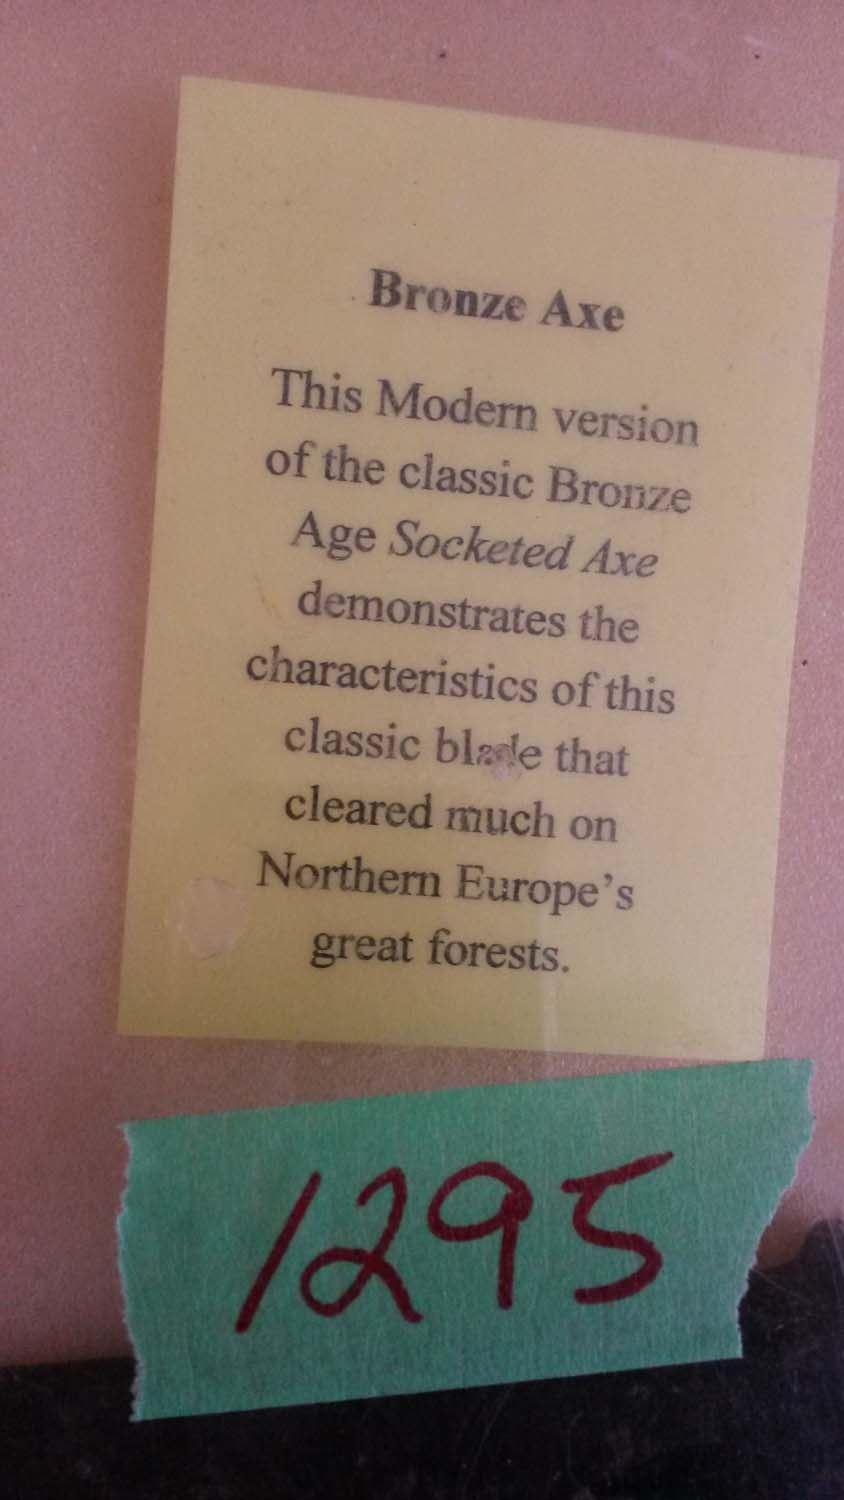 Bronze Axe
This Modern version
of the classic Bronze
Age Socketed Axe
demonstrates the
characteristics of this
classic blade that
cleared much on
Northern Europe's
great forests.
1295